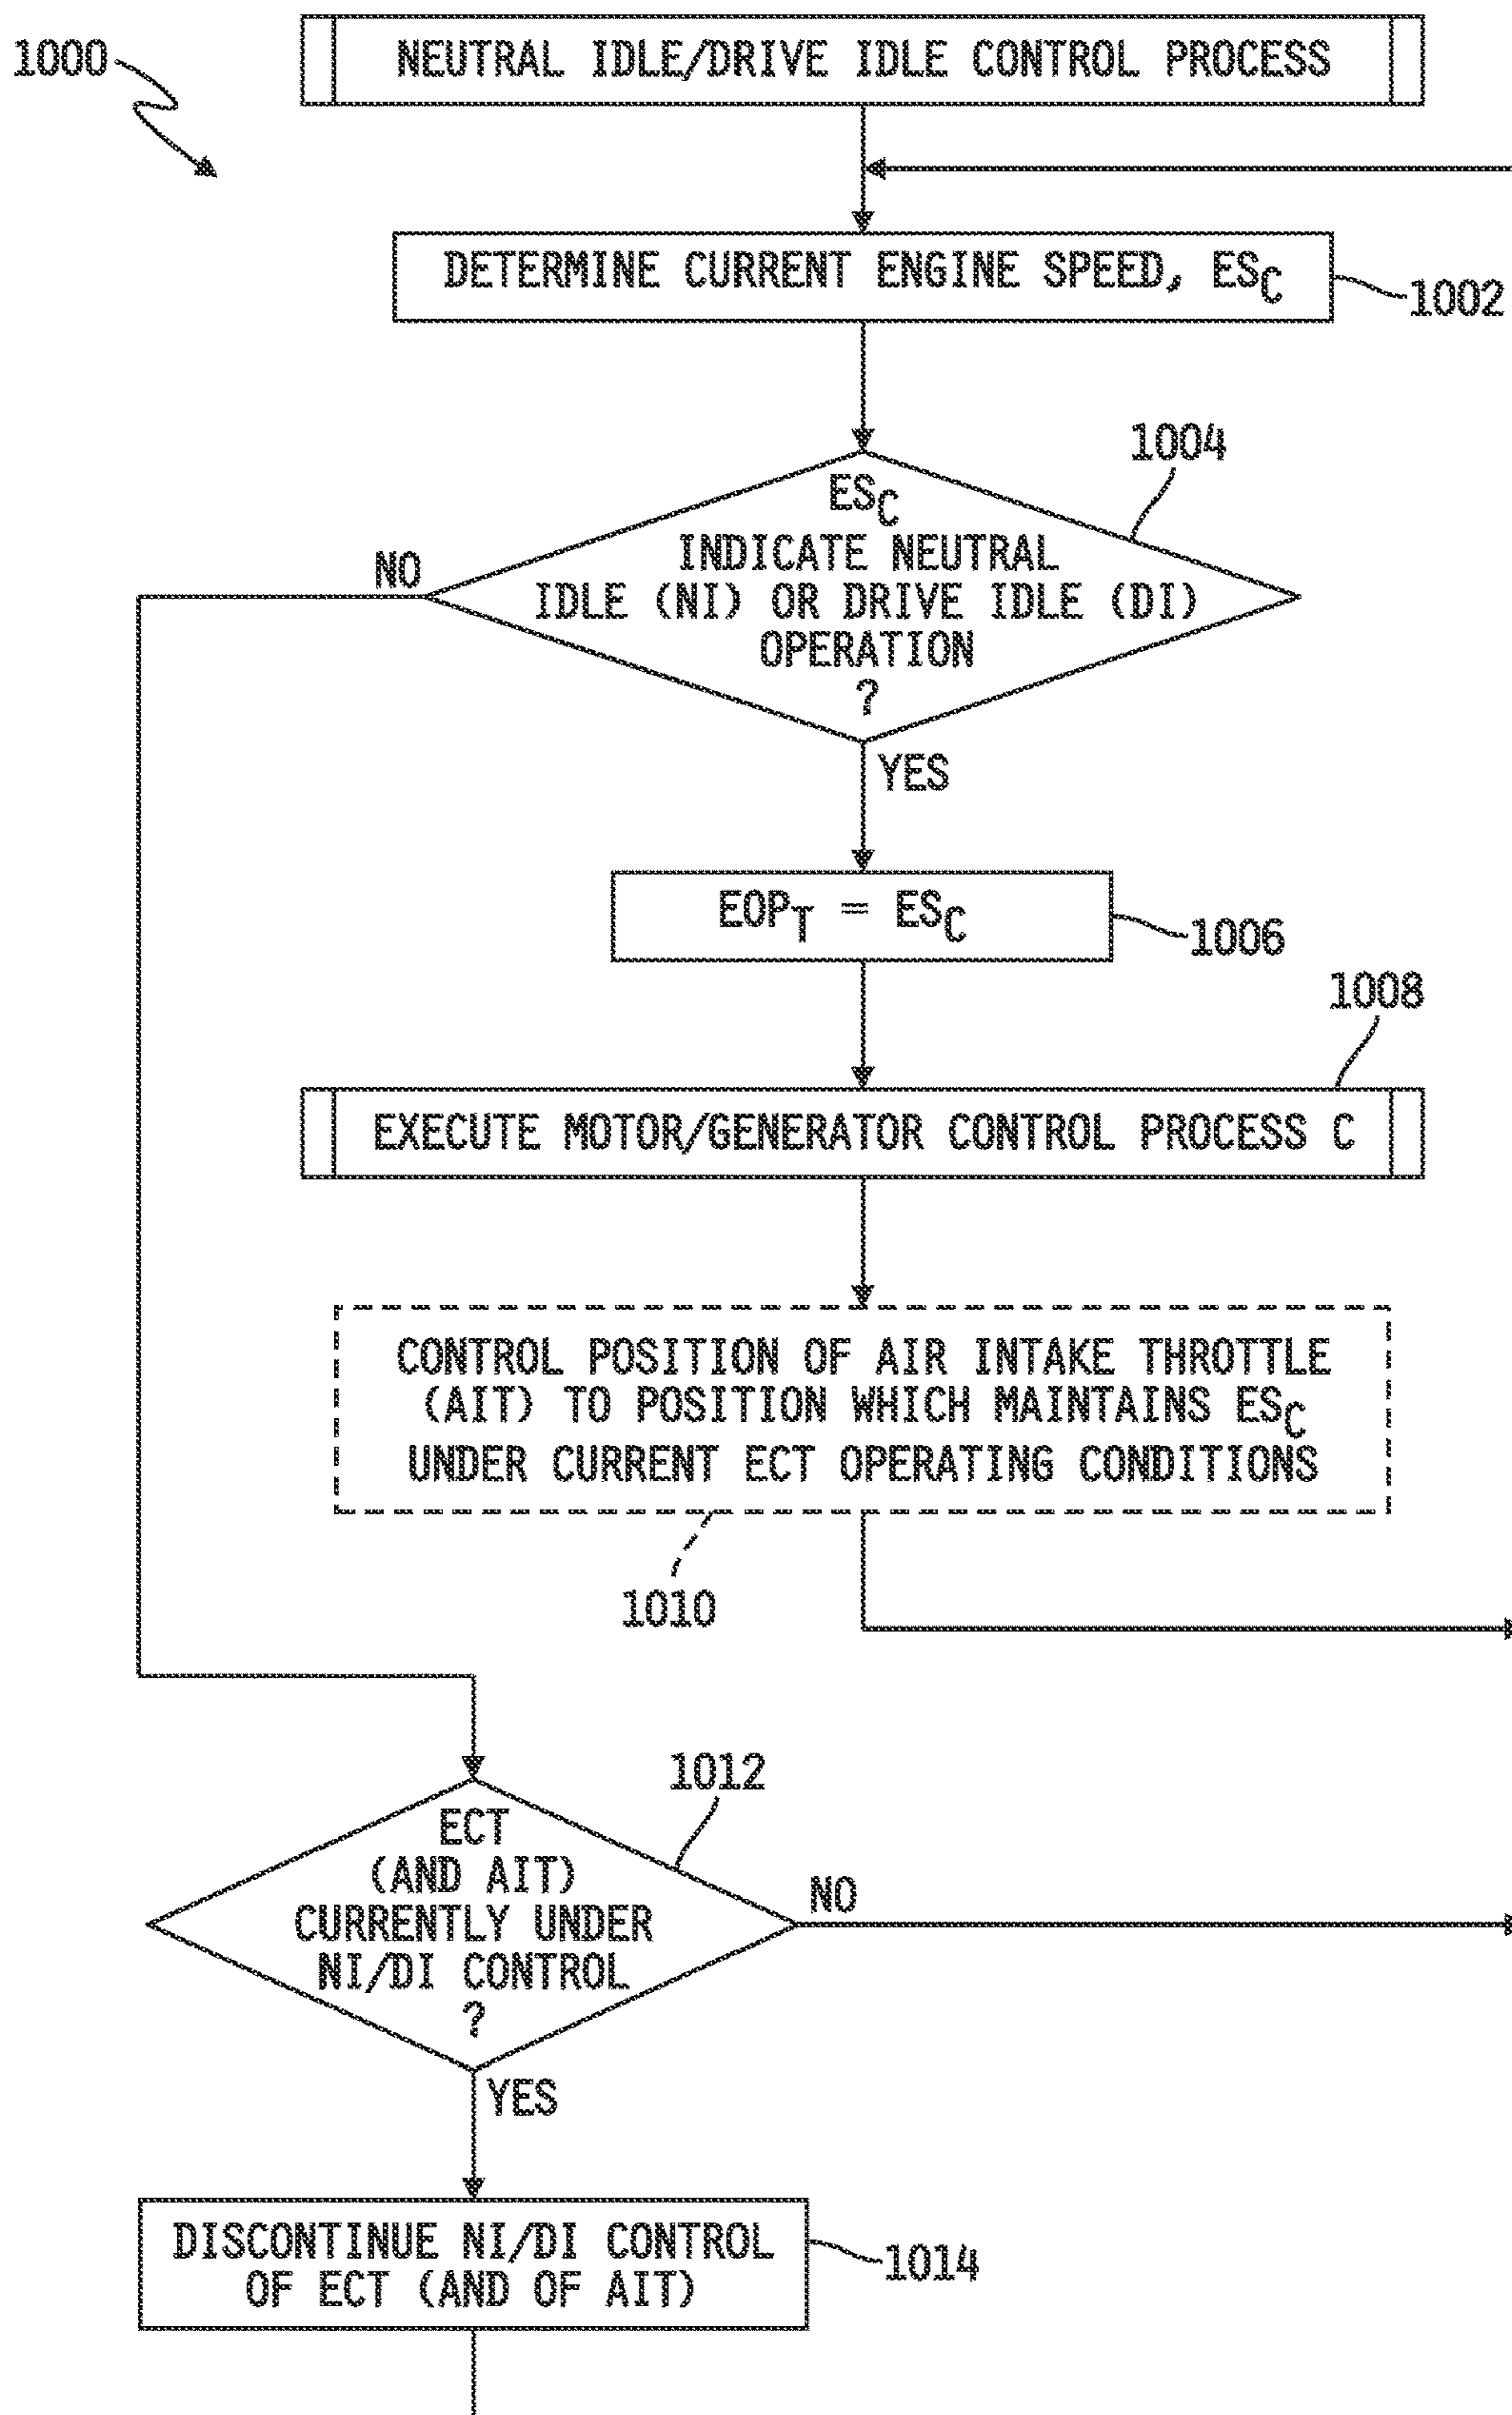 1000
NEUTRAL IDLE/DRIVE IDLE CONTROL PROCESS
DETERMINE CURRENT ENGINE SPEED, ESC
1002
1004
ESC
INDICATE NEUTRAL
NO
IDLE (NI) OR DRIVE IDLE (DI)
OPERATION
?
YES
EOPT = ESC
1006
1008
EXECUTE MOTOR/GENERATOR CONTROL PROCESS C
CONTROL POSITION OF AIR INTAKE THROTTLE
(AIT) TO POSITION WHICH MAINTAINS ESC
UNDER CURRENT ECT OPERATING CONDITIONS
1010
1012
ECT
(AND AIT)
NO
CURRENTLY UNDER
NI/DI CONTROL
?
YES
DISCONTINUE NI/DI CONTROL
OF ECT (AND OF AIT)
1014